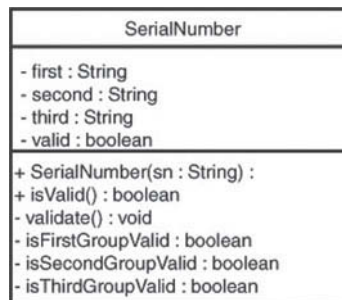 SerialNumber
- first : String
- second : String
- third : String
- valid : boolean
+ SerialNumber(sn : String) :
+ isValid() : boolean
- validate() : void
- isFirstGroupValid : boolean
- isSecondGroupValid : boolean
- isThirdGroupValid : boolean